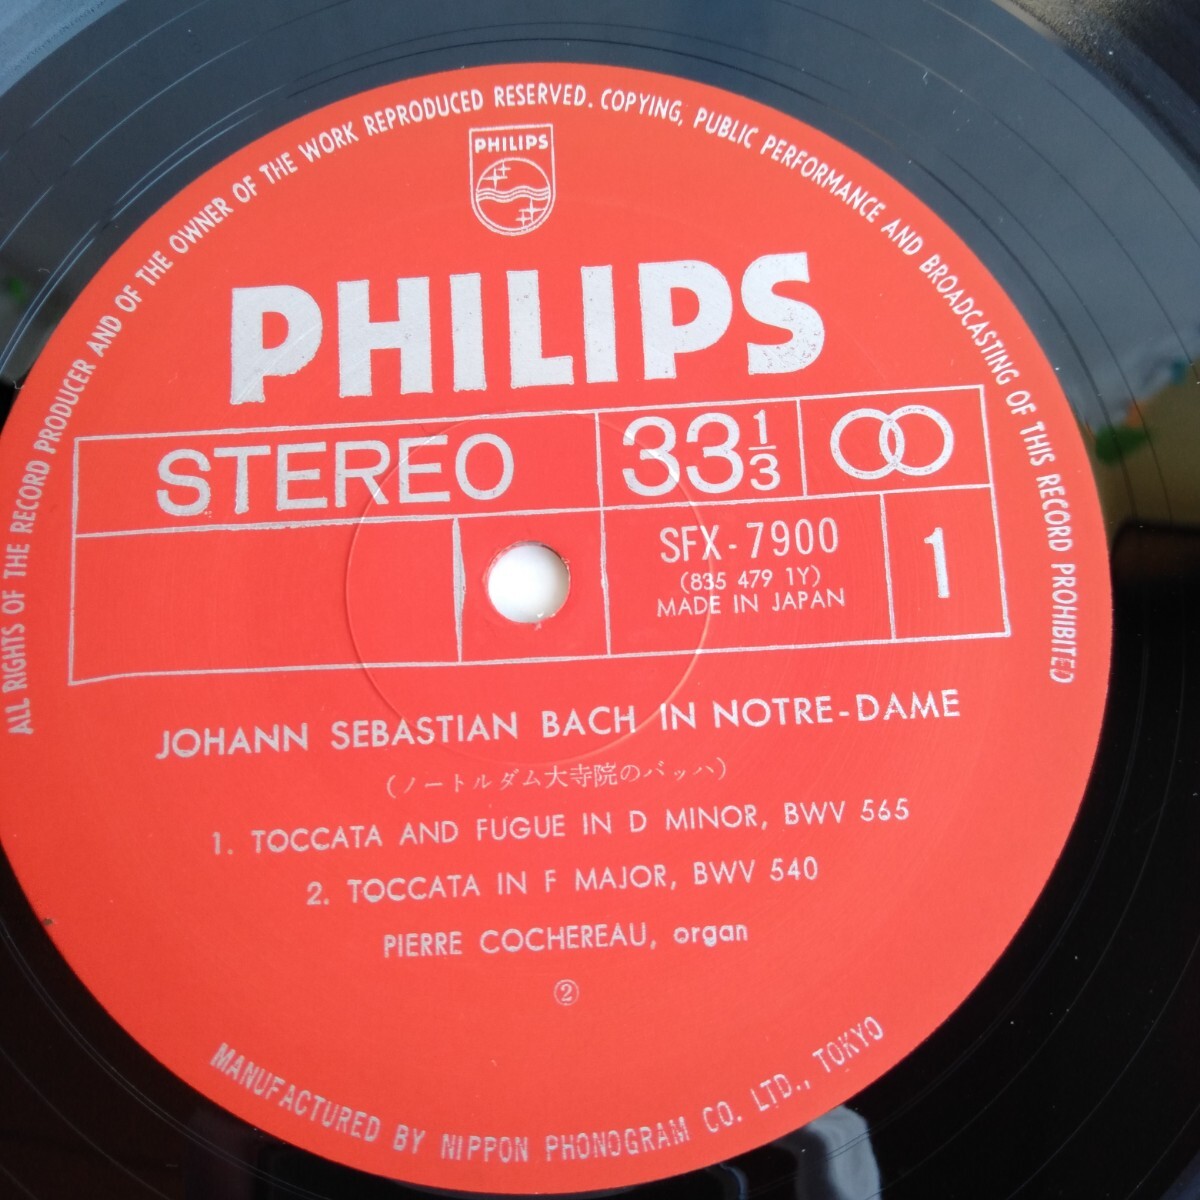 ALL RIGHTS OF THE RECORD PRODUCER AND OF THE OWNER OF THE WORK REPRODUCED RESERVED. COPYING, PUBLIC PERFORMANCE AND BROADCASTING OF THIS RECORD PROHIBITED
PHILIPS
PHILIPS
STEREO 33 1/3
SFX-7900 1
(835 479 1Y)
MADE IN JAPAN
JOHANN SEBASTIAN BACH IN NOTRE-DAME
(ノートルダム大寺院のバッハ)
1. TOCCATA AND FUGUE IN D MINOR, BWV 565
2. TOCCATA IN F MAJOR, BWV 540
PIERRE COCHEREAU, organ
②
MANUFACTURED BY NIPPON PHONOGRAM CO. LTD., TOKYO